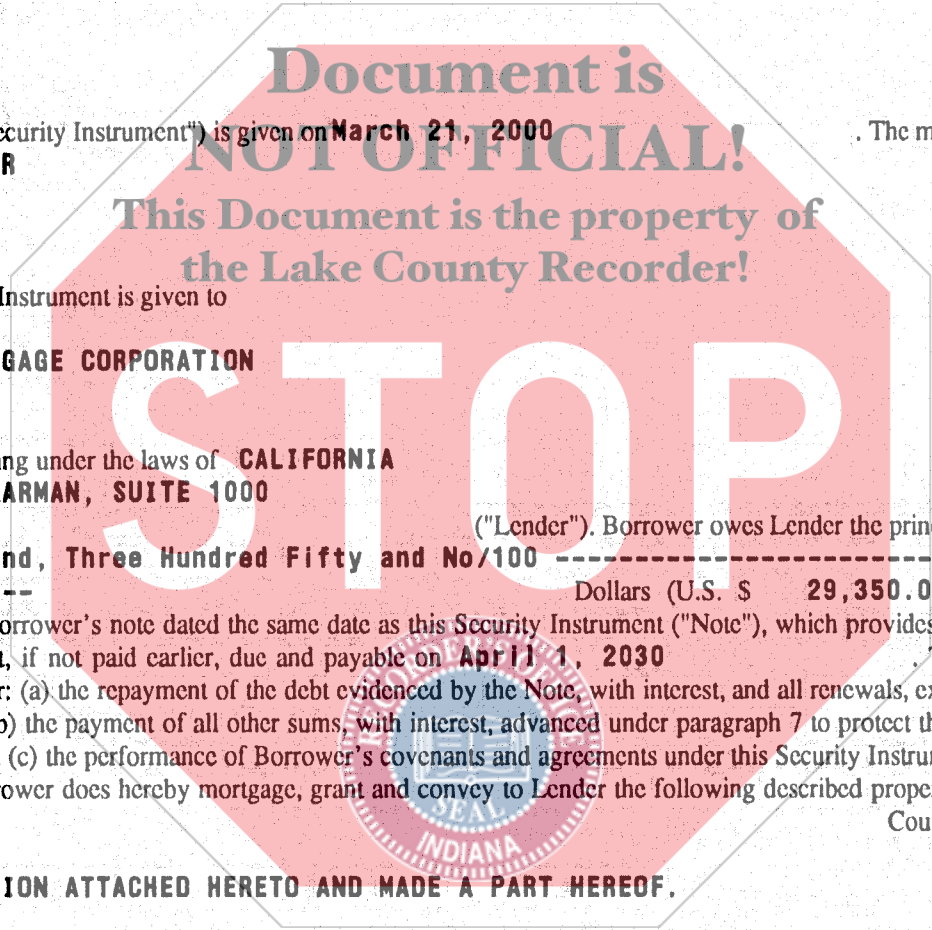 Document is
ecurity Instrument") is given on March 21, 2000 . The m
NOT OFFICIAL!
R
This Document is the property of
the Lake County Recorder!
Instrument is given to
GAGE CORPORATION
STOP
ng under the laws of CALIFORNIA
ARMAN, SUITE 1000
("Lender"). Borrower owes Lender the prin
nd, Three Hundred Fifty and No/100 ------------------------
-- Dollars (U.S. $ 29,350.0
orrower's note dated the same date as this Security Instrument ("Note"), which provides
t, if not paid earlier, due and payable on April 1, 2030 .
r: (a) the repayment of the debt evidenced by the Note, with interest, and all renewals, ex
b) the payment of all other sums, with interest, advanced under paragraph 7 to protect th
(c) the performance of Borrower's covenants and agreements under this Security Instru
rower does hereby mortgage, grant and convey to Lender the following described prope
Cou
RECORDER'S OFFICE
SEAL
INDIANA
ION ATTACHED HERETO AND MADE A PART HEREOF.